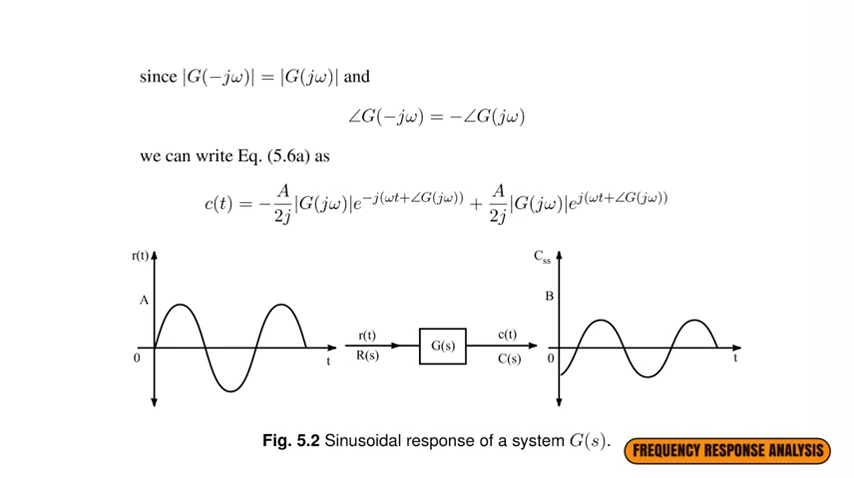 since |G(−jω)| = |G(jω)| and
∠G(−jω) = −∠G(jω)
we can write Eq. (5.6a) as
c(t) = −A/2j |G(jω)|e^{−j(ωt+∠G(jω))} + A/2j |G(jω)|e^{j(ωt+∠G(jω))}
r(t)
A
0
t
r(t)
R(s)
G(s)
c(t)
C(s)
C_ss
B
0
t
Fig. 5.2 Sinusoidal response of a system G(s).
FREQUENCY RESPONSE ANALYSIS